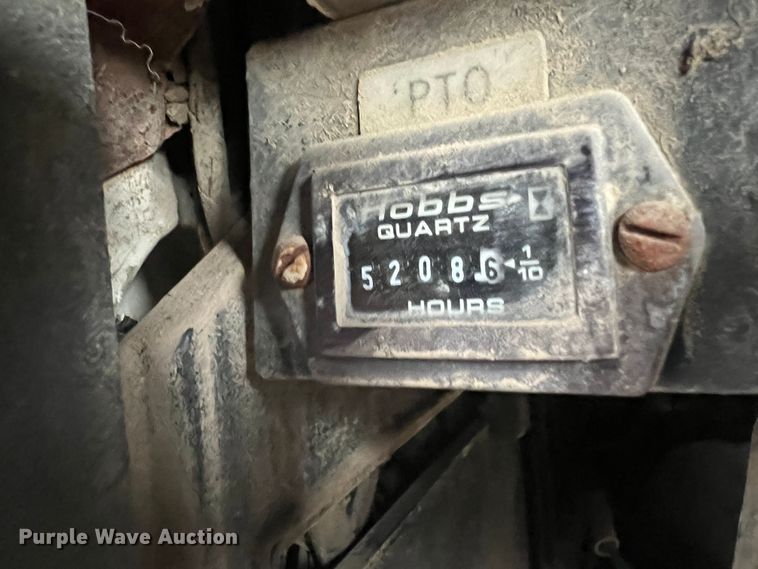 PTO
Hobbs
QUARTZ
5208.6 1/10
HOURS
Purple Wave Auction